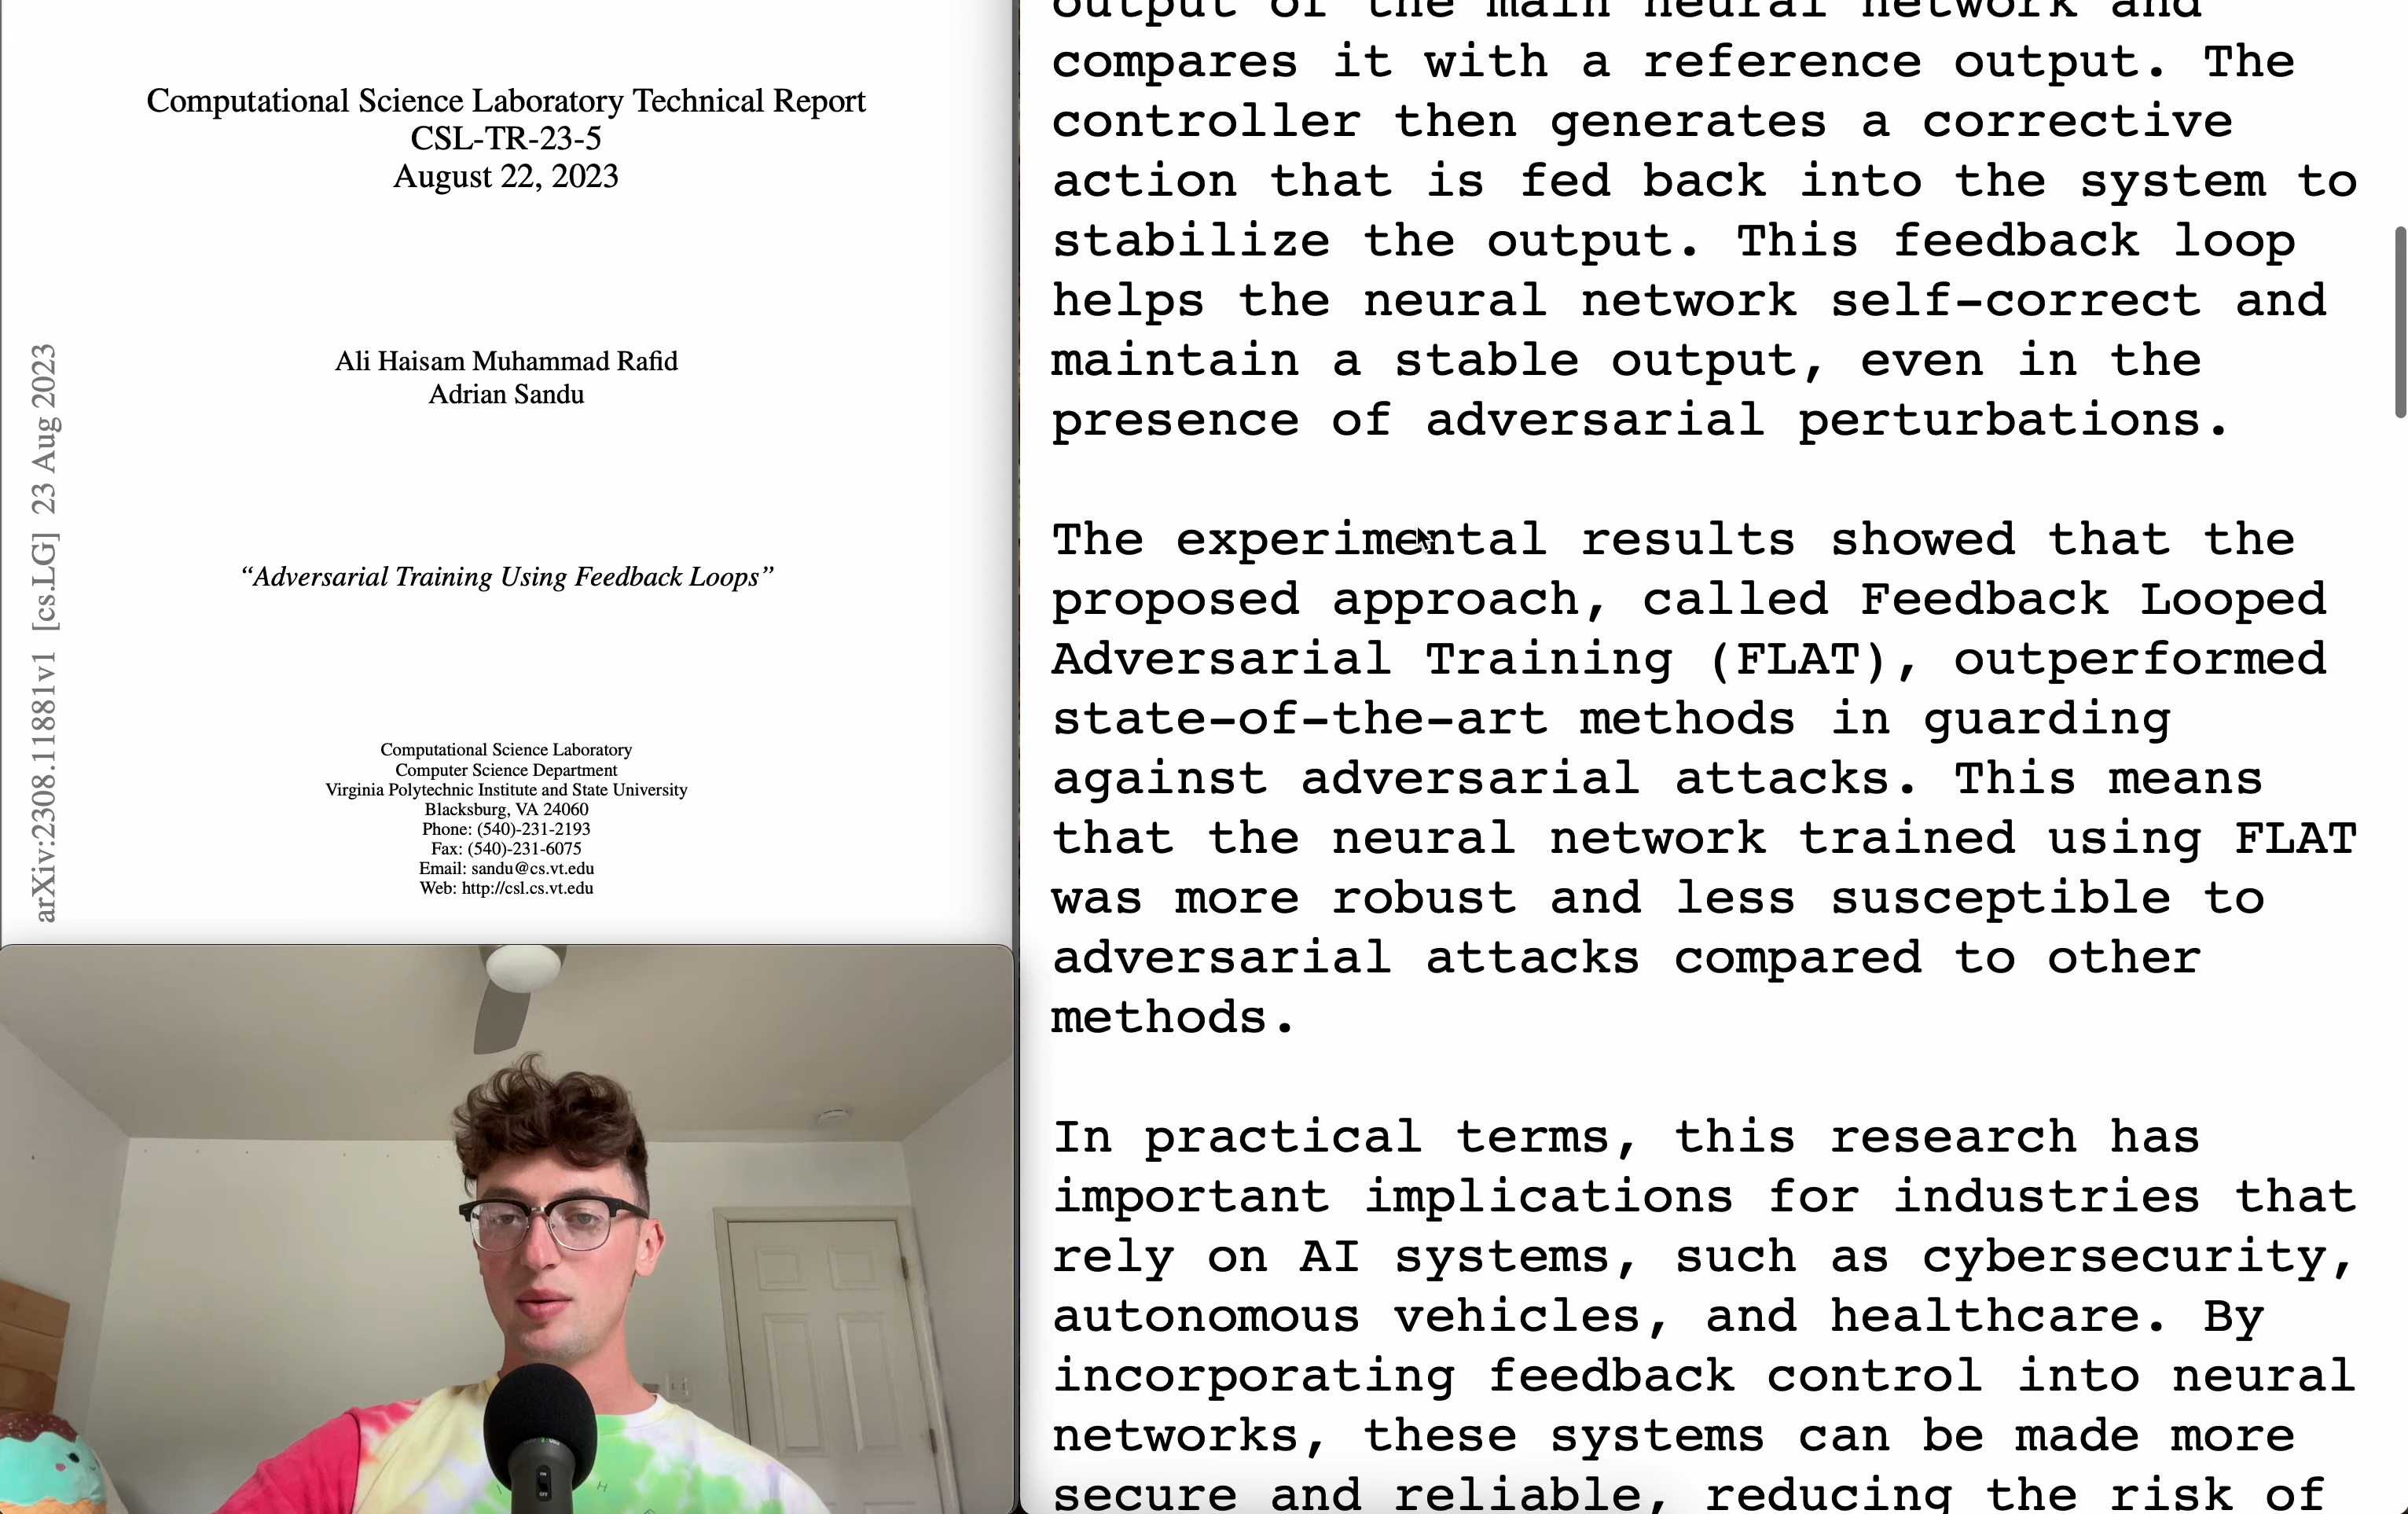 Computational Science Laboratory Technical Report
CSL-TR-23-5
August 22, 2023
Ali Haisam Muhammad Rafid
Adrian Sandu
“Adversarial Training Using Feedback Loops”
Computational Science Laboratory
Computer Science Department
Virginia Polytechnic Institute and State University
Blacksburg, VA 24060
Phone: (540)-231-2193
Fax: (540)-231-6075
Email: sandu@cs.vt.edu
Web: http://csl.cs.vt.edu
arXiv:2308.11881v1 [cs.LG] 23 Aug 2023
output of the main neural network and
compares it with a reference output. The
controller then generates a corrective
action that is fed back into the system to
stabilize the output. This feedback loop
helps the neural network self-correct and
maintain a stable output, even in the
presence of adversarial perturbations.
The experimental results showed that the
proposed approach, called Feedback Looped
Adversarial Training (FLAT), outperformed
state-of-the-art methods in guarding
against adversarial attacks. This means
that the neural network trained using FLAT
was more robust and less susceptible to
adversarial attacks compared to other
methods.
In practical terms, this research has
important implications for industries that
rely on AI systems, such as cybersecurity,
autonomous vehicles, and healthcare. By
incorporating feedback control into neural
networks, these systems can be made more
secure and reliable, reducing the risk of